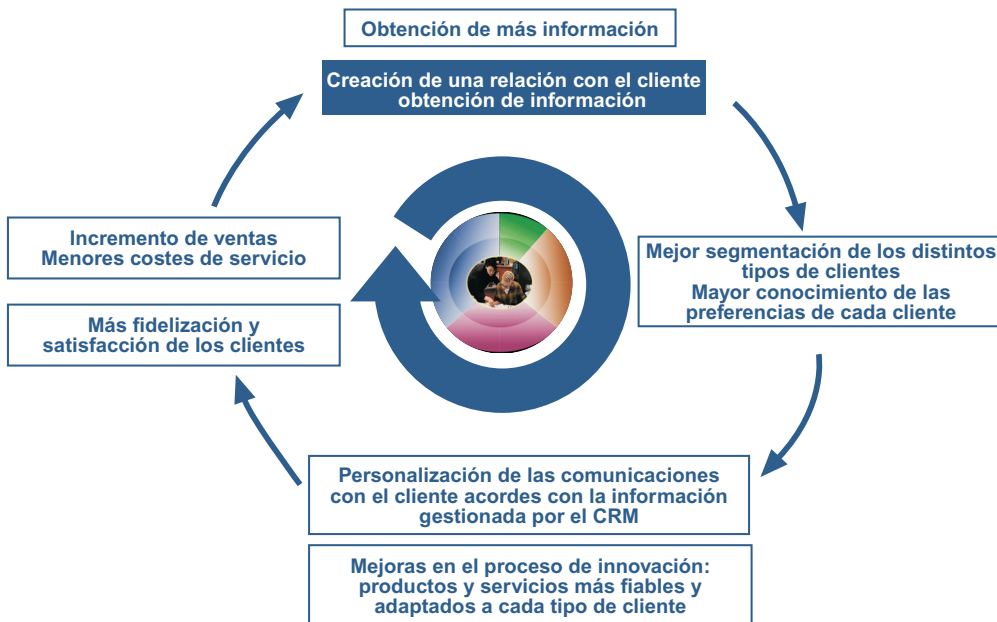 Obtención de más información
Creación de una relación con el cliente
obtención de información
Mejor segmentación de los distintos
tipos de clientes
Mayor conocimiento de las
preferencias de cada cliente
Personalización de las comunicaciones
con el cliente acordes con la información
gestionada por el CRM
Mejoras en el proceso de innovación:
productos y servicios más fiables y
adaptados a cada tipo de cliente
Incremento de ventas
Menores costes de servicio
Más fidelización y
satisfacción de los clientes